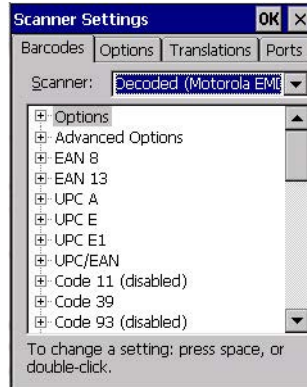 Scanner Settings OK ×
Barcodes Options Translations Ports
Scanner: Decoded (Motorola EMD
Options
Advanced Options
EAN 8
EAN 13
UPC A
UPC E
UPC E1
UPC/EAN
Code 11 (disabled)
Code 39
Code 93 (disabled)
To change a setting: press space, or
double-click.